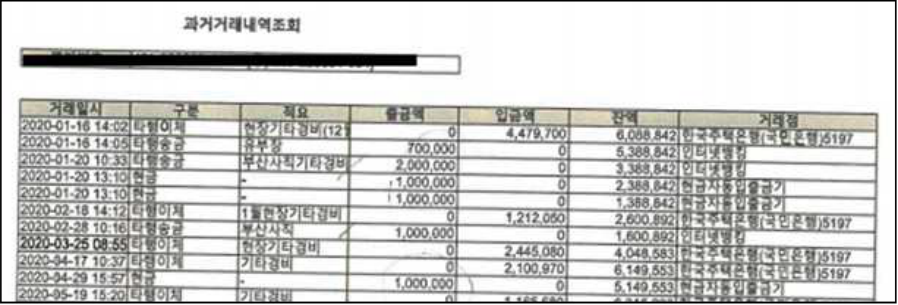 과거거래내역조회
거래일시 구분 적요 출금액 입금액 잔액 거래점
2020-01-16 14:02 타행이체 현장기타경비(12 0 4,479,700 6,088,842 한국주택은행(국민은행)5197
2020-01-16 14:05 타행송금 유부장 700,000 0 5,388,842 인터넷뱅킹
2020-01-20 10:33 타행송금 부산사직기타경비 2,000,000 0 3,388,842 인터넷뱅킹
2020-01-20 13:10 현금 - 1,000,000 0 2,388,842 현금자동입출금기
2020-01-20 13:10 현금 - 1,000,000 0 1,388,842 현금자동입출금기
2020-02-18 14:12 타행이체 1월현장기타경비 0 1,212,050 2,600,892 한국주택은행(국민은행)5197
2020-02-28 10:16 타행송금 부산사직 1,000,000 0 1,600,892 인터넷뱅킹
2020-03-25 08:55 타행이체 현장기타경비 0 2,445,080 4,048,583 한국주택은행(국민은행)5197
2020-04-17 10:37 타행이체 기타경비 0 2,100,970 6,149,553 한국주택은행(국민은행)5197
2020-04-29 15:57 현금 - 1,000,000 0 5,149,553 현금자동입출금기
2020-05-19 15:20 타행이체 기타경비 0